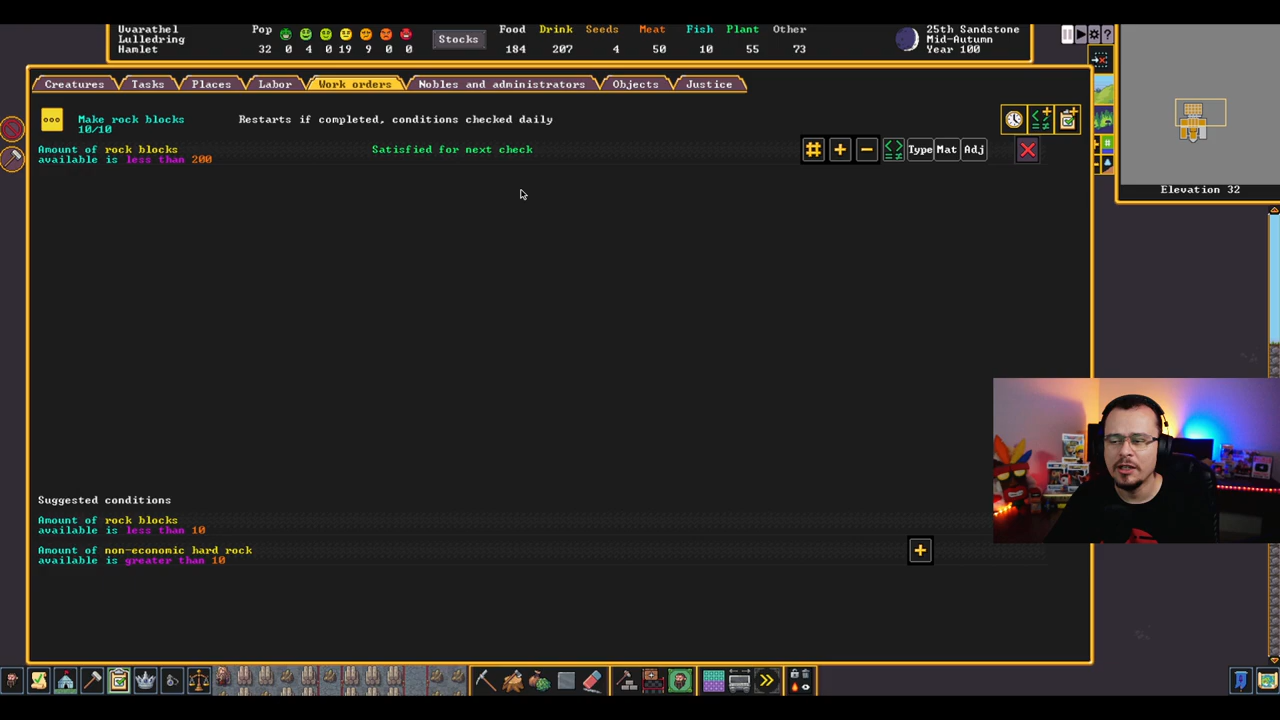 Uvarathel
Lulledring
Hamlet
Pop
32 0 4 0 19 9 0 0
Stocks
Food Drink Seeds Meat Fish Plant Other
184 207 4 50 10 55 73
25th Sandstone
Mid-Autumn
Year 100
Creatures Tasks Places Labor Work orders Nobles and administrators Objects Justice
Make rock blocks
10/10
Restarts if completed, conditions checked daily
Amount of rock blocks
available is less than 200
Satisfied for next check
Type Mat Adj
Elevation 32
Suggested conditions
Amount of rock blocks
available is less than 10
Amount of non-economic hard rock
available is greater than 10